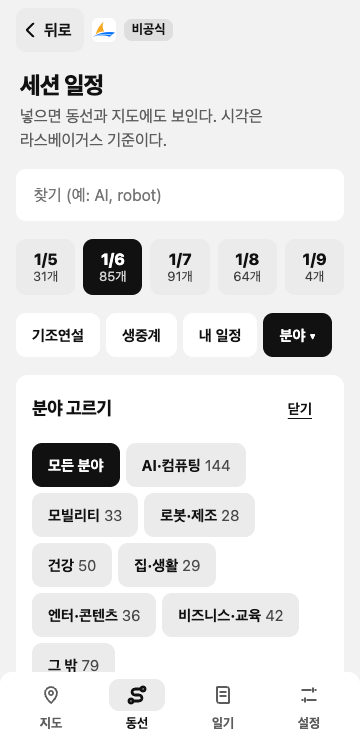 뒤로
비공식
세션 일정
넣으면 동선과 지도에도 보인다. 시각은
라스베이거스 기준이다.
찾기 (예: AI, robot)
1/5 1/6 1/7 1/8 1/9
31개 85개 91개 64개 4개
기조연설 생중계 내 일정 분야 ▾
분야 고르기 닫기
모든 분야 AI·컴퓨팅 144
모빌리티 33 로봇·제조 28
건강 50 집·생활 29
엔터·콘텐츠 36 비즈니스·교육 42
그 밖 79
지도 동선 일기 설정